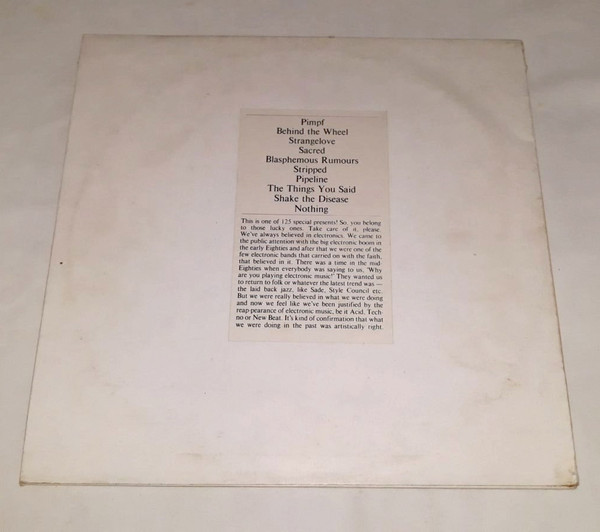 Pimpf
Behind the Wheel
Strangelove
Sacred
Blasphemous Rumours
Stripped
Pipeline
The Things You Said
Shake the Disease
Nothing
This is one of 125 special presents! So, you belong
to those lucky ones. Take care of it, please.
We've always believed in electronics. We came to
the public attention with the big electronic boom in
the early Eighties and after that we were one of the
few electronic bands that carried on with the faith,
that believed in it. There was a time in the mid-
Eighties when everybody was saying to us, 'Why
are you playing electronic music?' They wanted us
to return to folk or whatever the latest trend was —
the laid back jazz, like Sade, Style Council etc.
But we were really believed in what we were doing
and now we feel like we've been justified by the
reap-pearance of electronic music, be it Acid, Tech-
no or New Beat. It's kind of confirmation that what
we were doing in the past was artistically right.